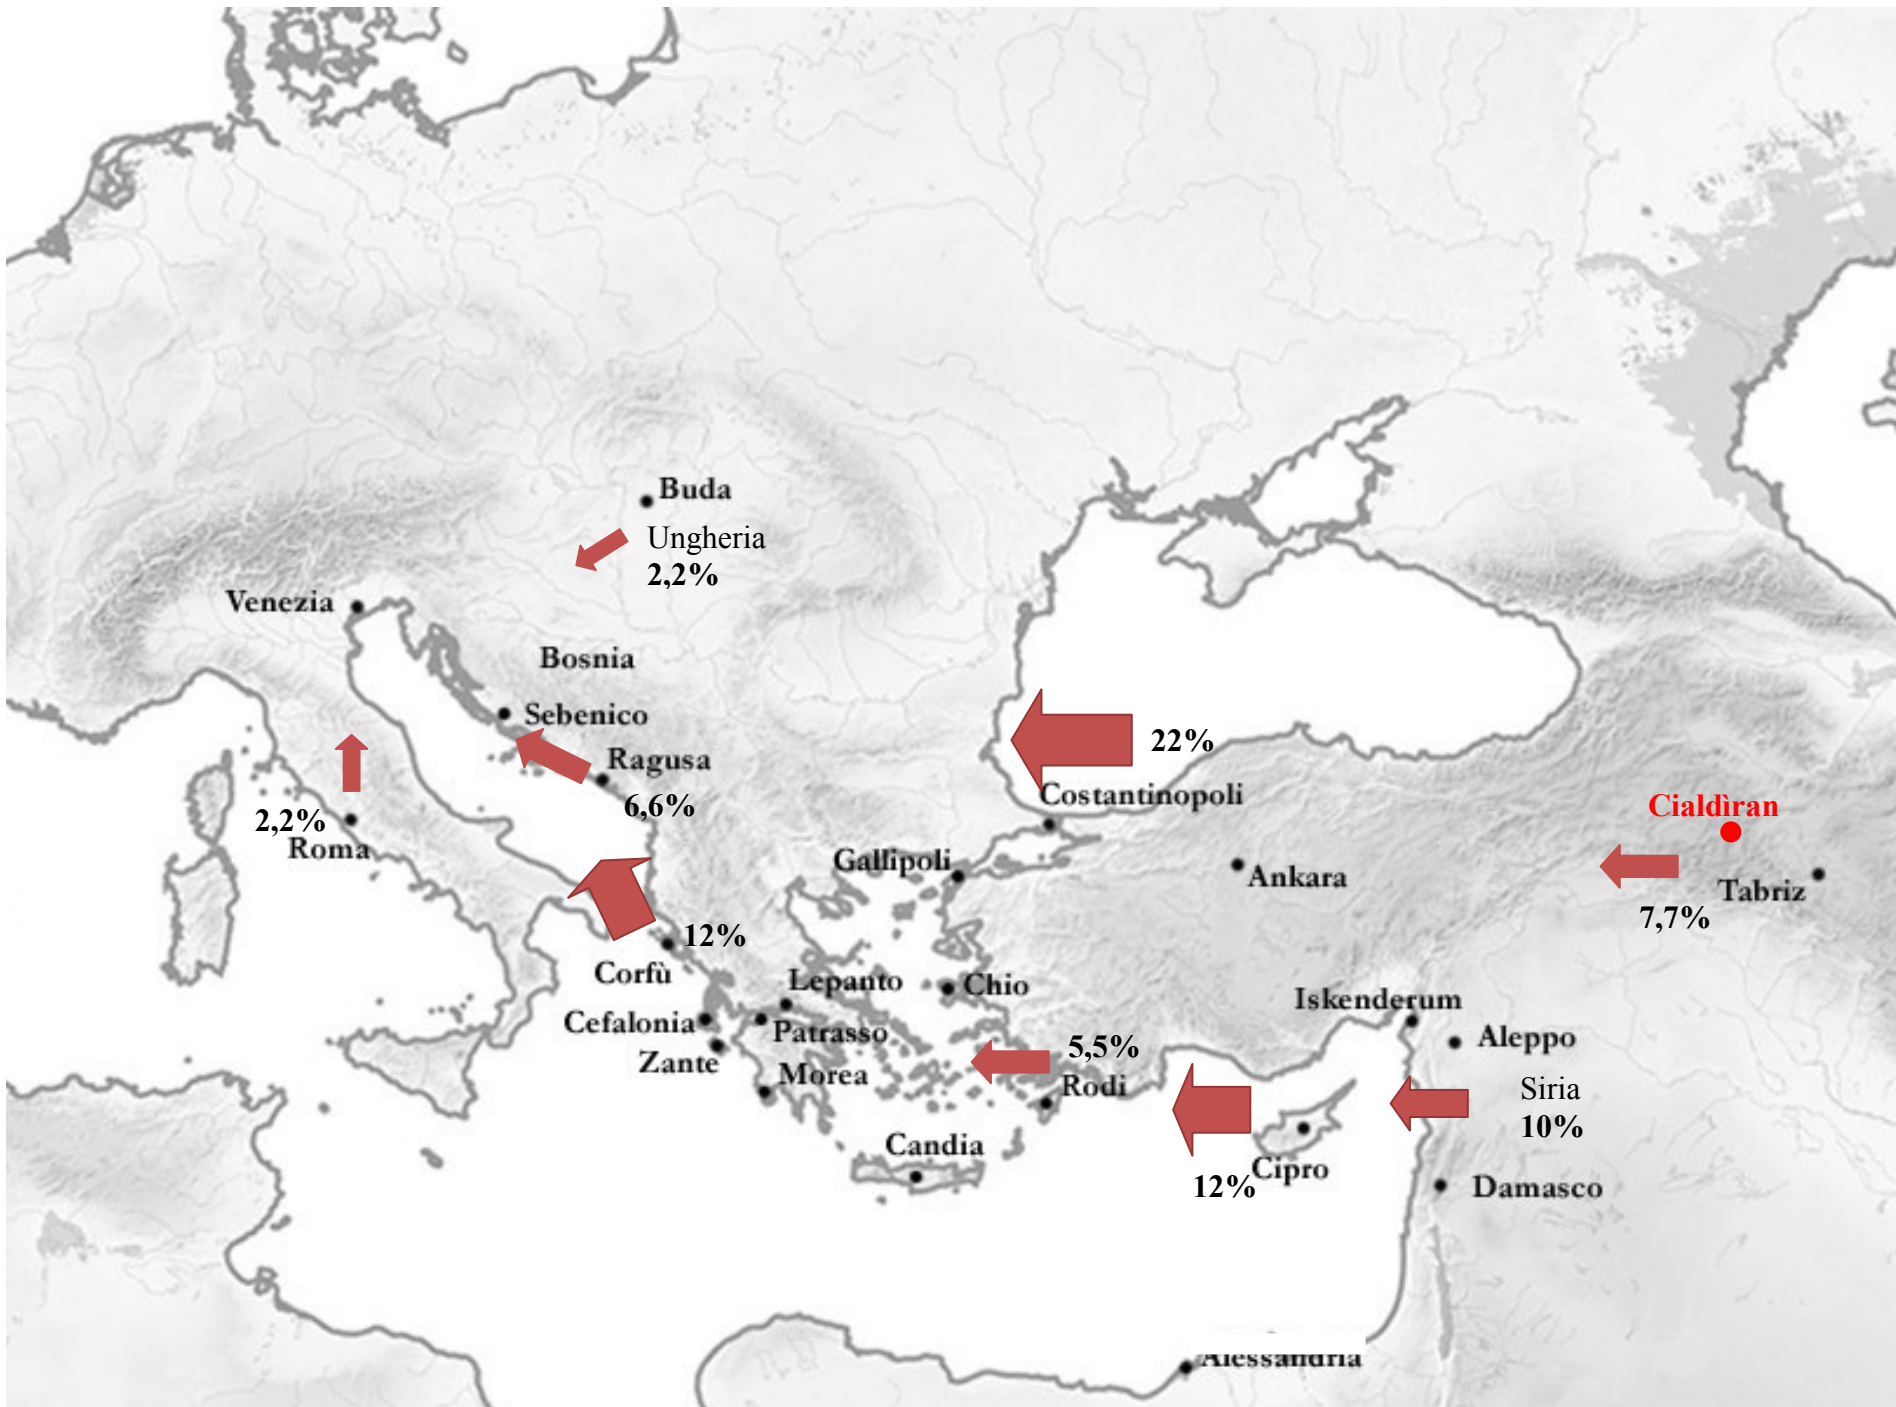 Buda
Ungheria
2,2%
Venezia
Bosnia
Sebenico
Ragusa
6,6%
22%
Costantinopoli
Cialdìran
2,2%
Roma
Gallipoli
Ankara
Tabriz
7,7%
12%
Corfù
Lepanto
Chio
Iskenderum
Cefalonia
Patrasso
Aleppo
Zante
Morea
5,5%
Rodi
Siria
10%
Candia
Cipro
12%
Damasco
Alessandria